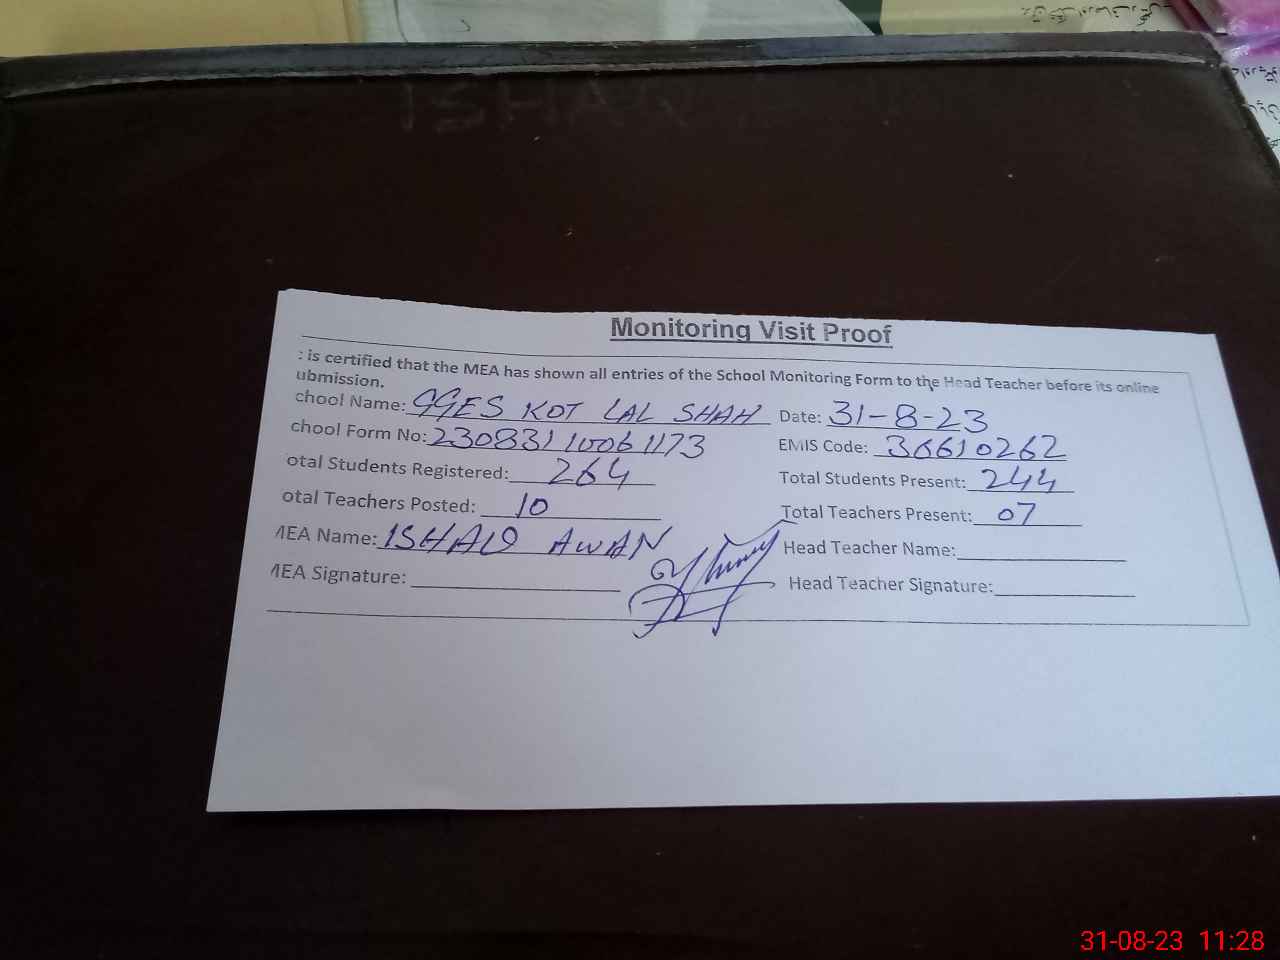 Monitoring Visit Proof
: is certified that the MEA has shown all entries of the School Monitoring Form to the Head Teacher before its online
ubmission.
chool Name: GGES KOT LAL SHAH Date: 31-8-23
chool Form No: 23083110061173 EMIS Code: 36610262
otal Students Registered: 264 Total Students Present: 244
otal Teachers Posted: 10 Total Teachers Present: 07
MEA Name: ISHAQ AWAN Head Teacher Name:
MEA Signature: Head Teacher Signature:
31-08-23 11:28